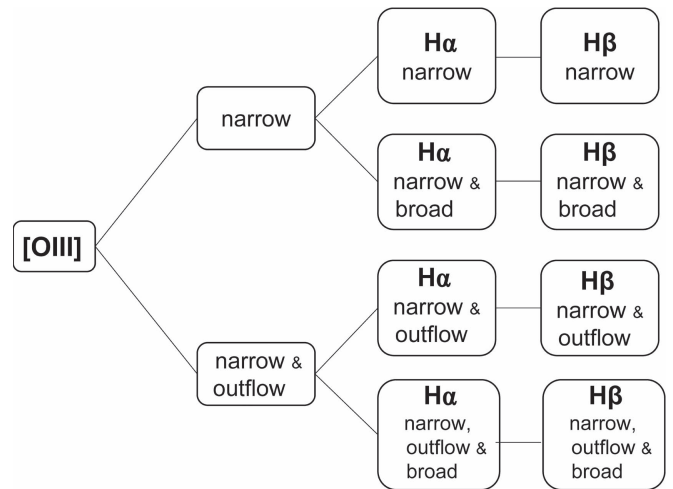 [OIII]
narrow
narrow &
outflow
Hα
narrow
Hβ
narrow
Hα
narrow &
broad
Hβ
narrow &
broad
Hα
narrow &
outflow
Hβ
narrow &
outflow
Hα
narrow,
outflow &
broad
Hβ
narrow,
outflow &
broad